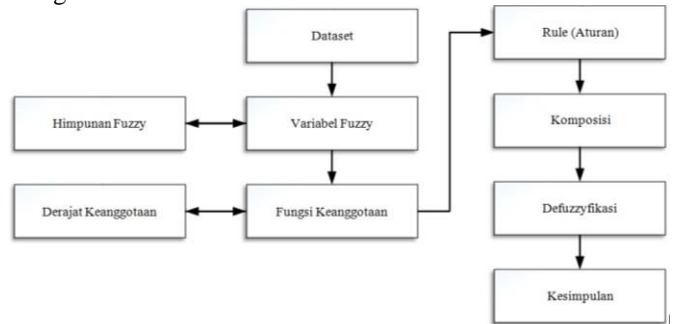 Dataset
Rule (Aturan)
Himpunan Fuzzy
Variabel Fuzzy
Komposisi
Derajat Keanggotaan
Fungsi Keanggotaan
Defuzzyfikasi
Kesimpulan